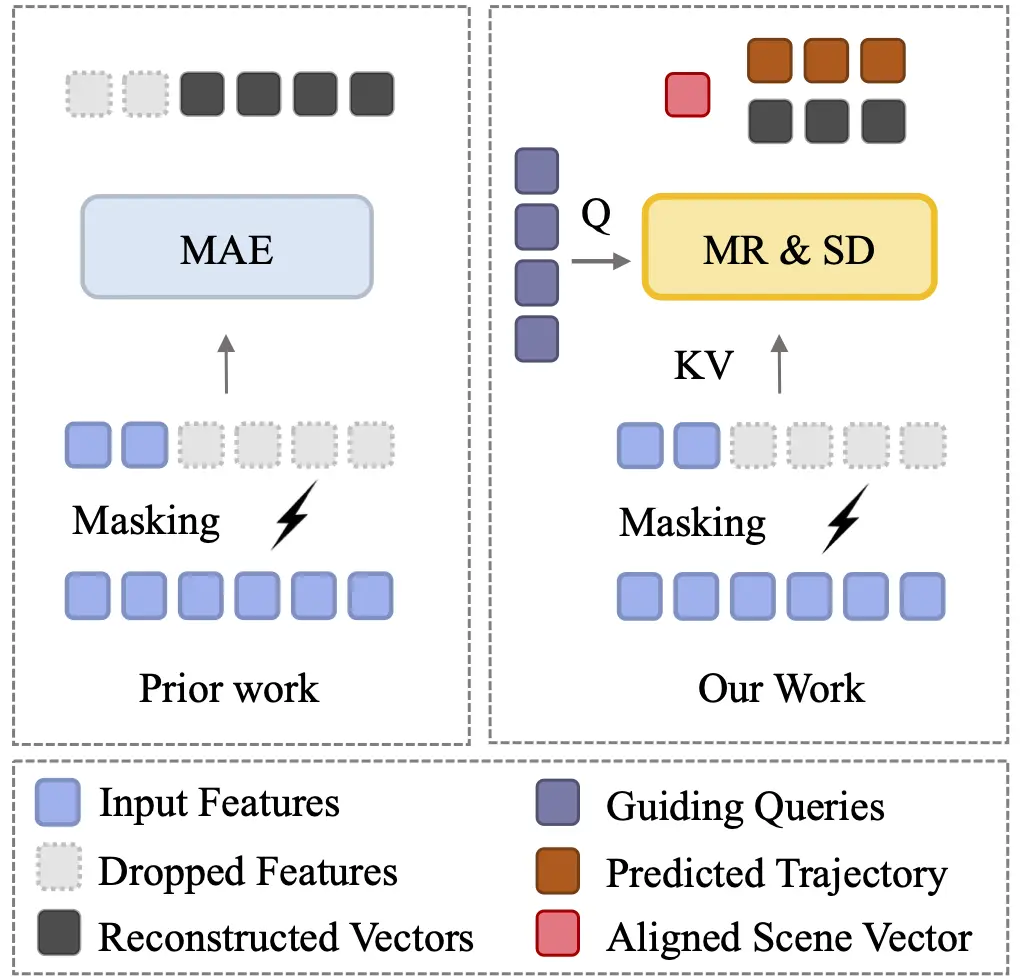 MAE
Masking
Prior work
Q
MR & SD
KV
Masking
Our Work
Input Features
Dropped Features
Reconstructed Vectors
Guiding Queries
Predicted Trajectory
Aligned Scene Vector